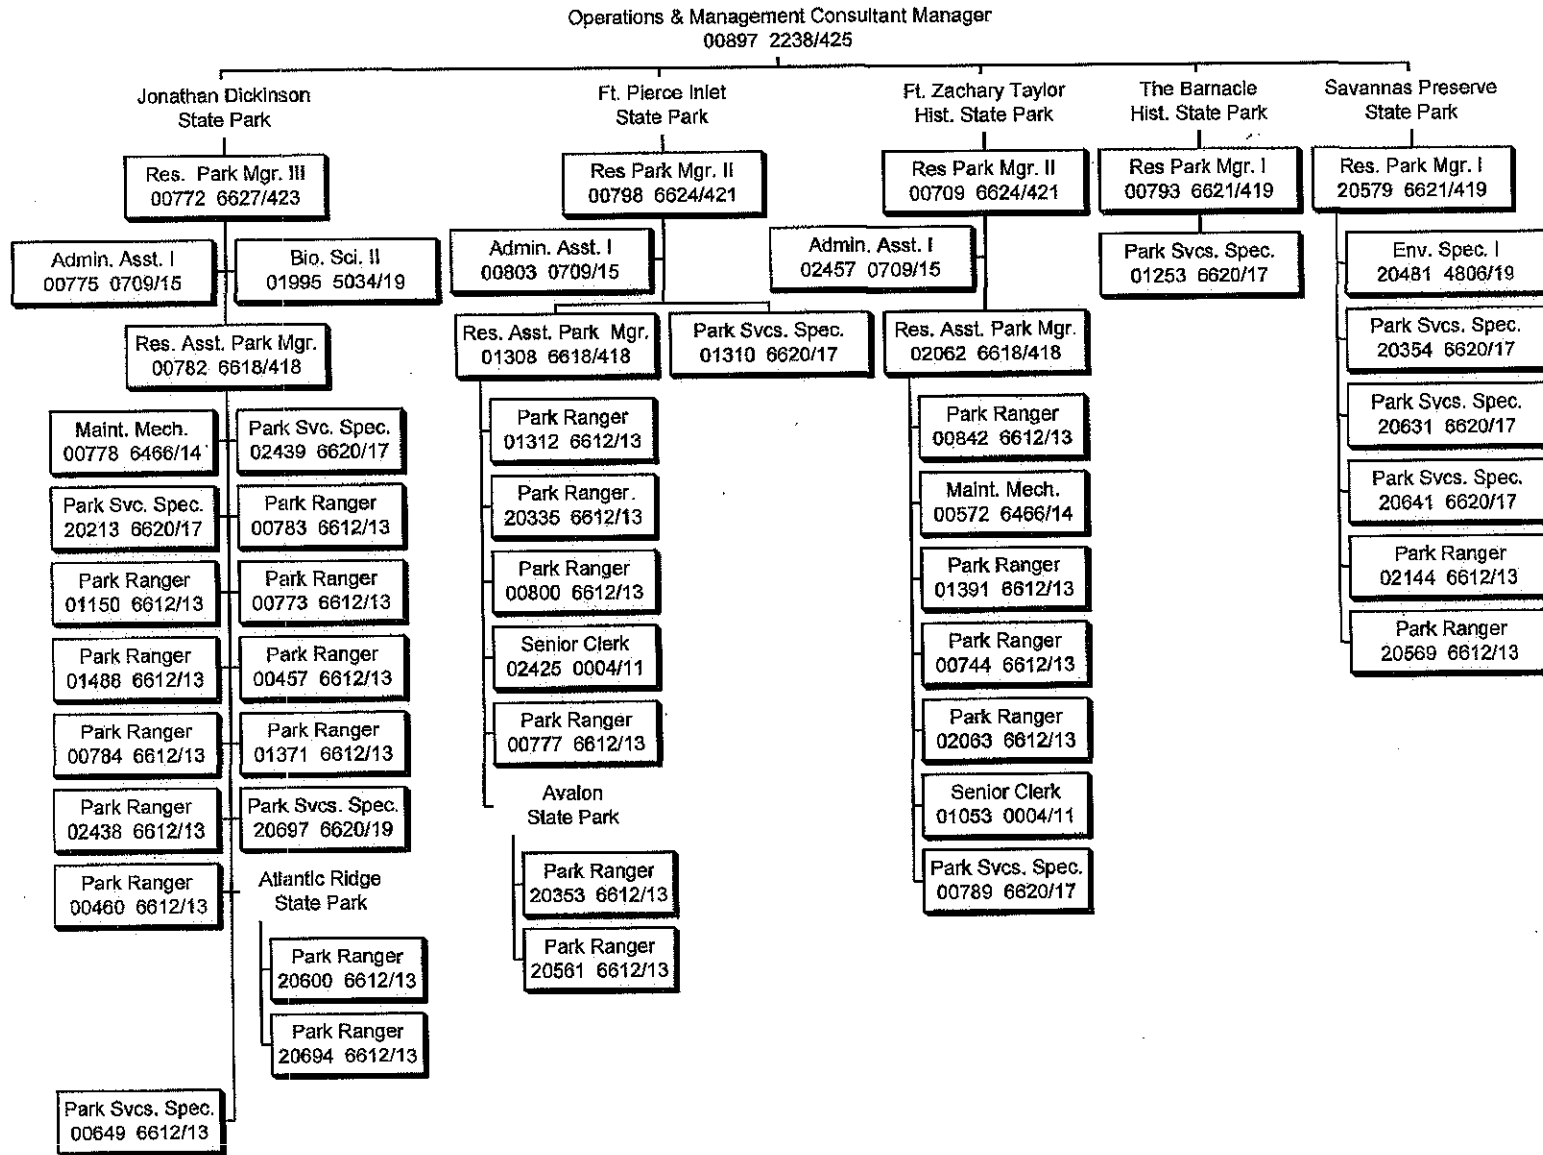 Operations & Management Consultant Manager
00897 2238/425
Jonathan Dickinson
State Park
Res. Park Mgr. III
00772 6627/423
Admin. Asst. I
00775 0709/15
Bio. Sci. II
01995 5034/19
Res. Asst. Park Mgr.
00782 6618/418
Maint. Mech.
00778 6466/14
Park Svc. Spec.
02439 6620/17
Park Svc. Spec.
20213 6620/17
Park Ranger
00783 6612/13
Park Ranger
01150 6612/13
Park Ranger
00773 6612/13
Park Ranger
01488 6612/13
Park Ranger
00457 6612/13
Park Ranger
00784 6612/13
Park Ranger
01371 6612/13
Park Ranger
02438 6612/13
Park Svcs. Spec.
20697 6620/19
Park Ranger
00460 6612/13
Atlantic Ridge
State Park
Park Ranger
20600 6612/13
Park Ranger
20694 6612/13
Park Svcs. Spec.
00649 6612/13
Ft. Pierce Inlet
State Park
Res Park Mgr. II
00798 6624/421
Admin. Asst. I
00803 0709/15
Res. Asst. Park Mgr.
01308 6618/418
Park Svcs. Spec.
01310 6620/17
Park Ranger
01312 6612/13
Park Ranger.
20335 6612/13
Park Ranger
00800 6612/13
Senior Clerk
02425 0004/11
Park Ranger
00777 6612/13
Avalon
State Park
Park Ranger
20353 6612/13
Park Ranger
20561 6612/13
Ft. Zachary Taylor
Hist. State Park
Res Park Mgr. II
00709 6624/421
Admin. Asst. I
02457 0709/15
Res. Asst. Park Mgr.
02062 6618/418
Park Ranger
00842 6612/13
Maint. Mech.
00572 6466/14
Park Ranger
01391 6612/13
Park Ranger
00744 6612/13
Park Ranger
02063 6612/13
Senior Clerk
01053 0004/11
Park Svcs. Spec.
00789 6620/17
The Barnacle
Hist. State Park
Res Park Mgr. I
00793 6621/419
Park Svcs. Spec.
01253 6620/17
Savannas Preserve
State Park
Res. Park Mgr. I
20579 6621/419
Env. Spec. I
20481 4806/19
Park Svcs. Spec.
20354 6620/17
Park Svcs. Spec.
20631 6620/17
Park Svcs. Spec.
20641 6620/17
Park Ranger
02144 6612/13
Park Ranger
20569 6612/13